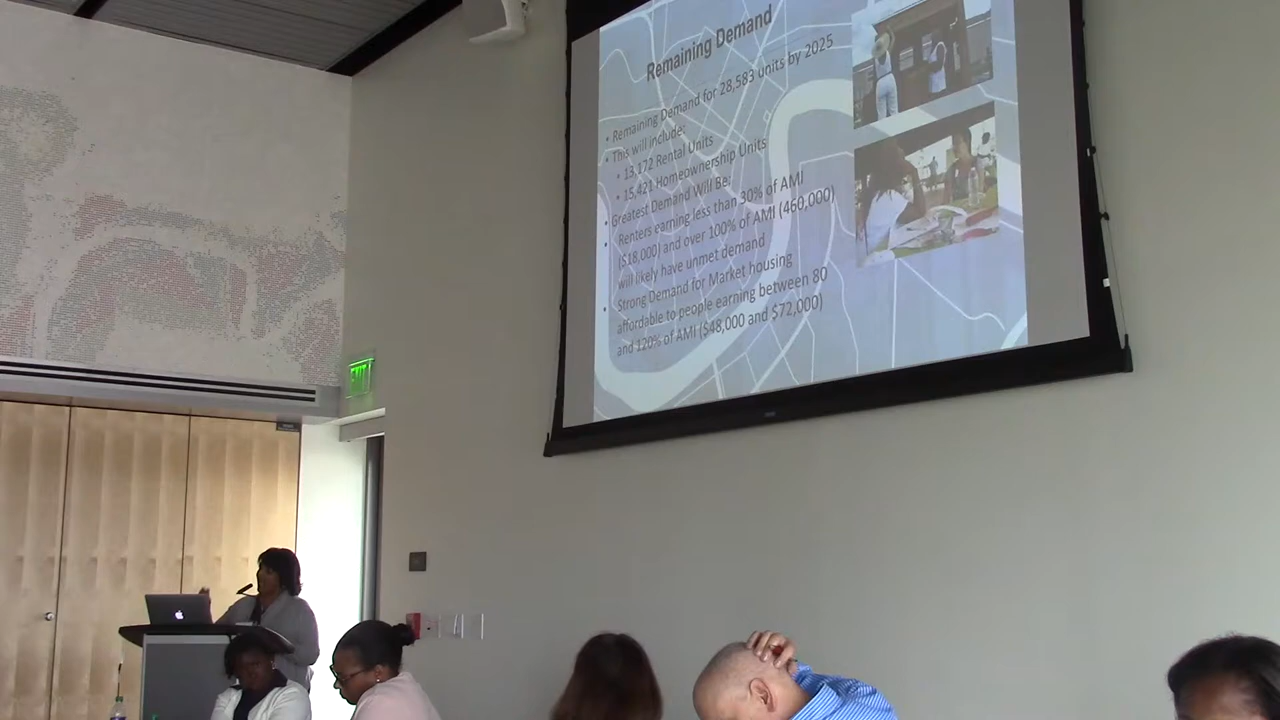 Remaining Demand
• Remaining Demand for 28,583 units by 2025
• This will include:
• 13,172 Rental Units
• 15,421 Homeownership Units
• Greatest Demand Will Be:
• Renters earning less than 30% of AMI
($18,000) and over 100% of AMI (460,000)
will likely have unmet demand
• Strong Demand for Market housing
affordable to people earning between 80
and 120% of AMI ($48,000 and $72,000)
EXIT